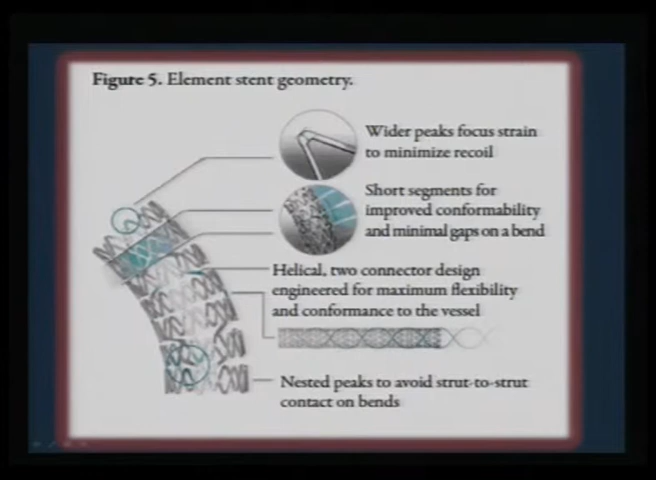 Figure 5. Element stent geometry.
Wider peaks focus strain
to minimize recoil
Short segments for
improved conformability
and minimal gaps on a bend
Helical, two connector design
engineered for maximum flexibility
and conformance to the vessel
Nested peaks to avoid strut-to-strut
contact on bends